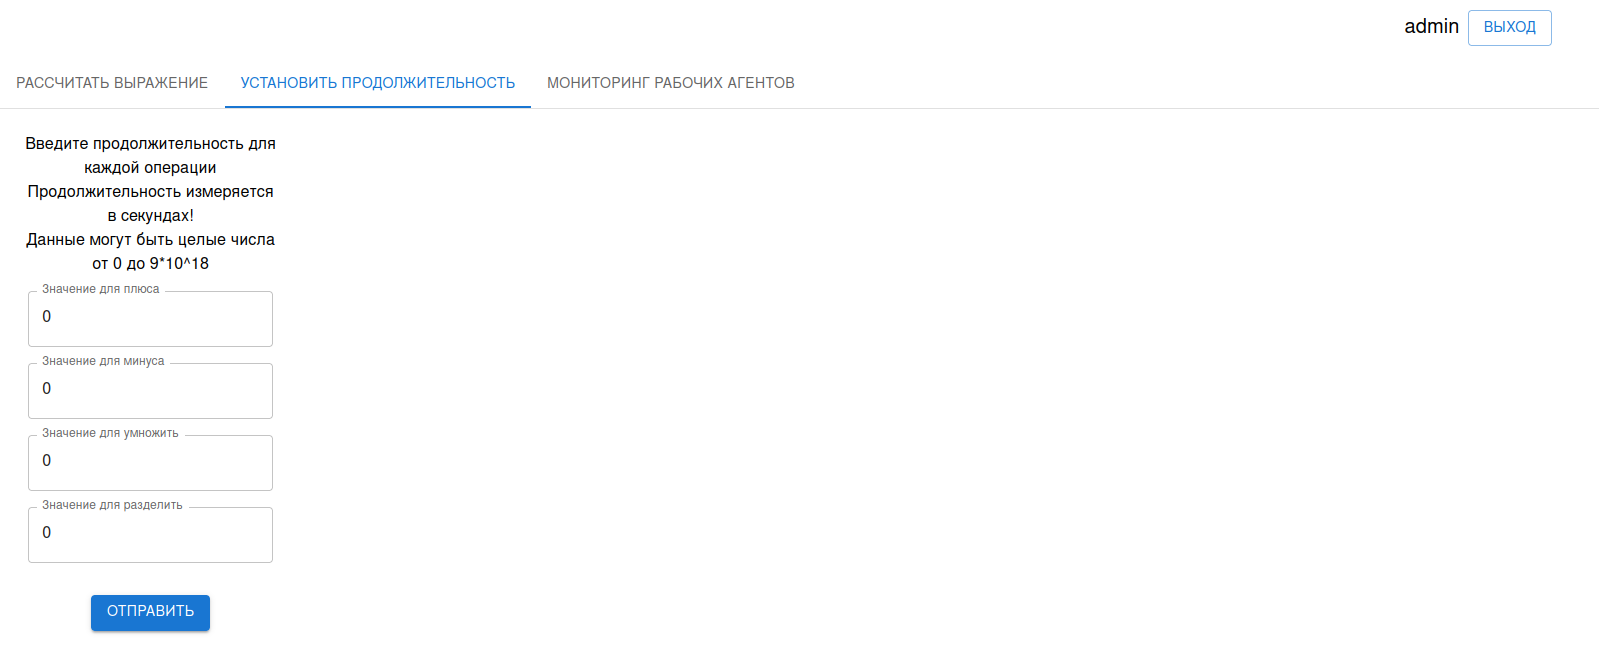 admin
ВЫХОД
РАССЧИТАТЬ ВЫРАЖЕНИЕ
УСТАНОВИТЬ ПРОДОЛЖИТЕЛЬНОСТЬ
МОНИТОРИНГ РАБОЧИХ АГЕНТОВ
Введите продолжительность для
каждой операции
Продолжительность измеряется
в секундах!
Данные могут быть целые числа
от 0 до 9*10^18
Значение для плюса
0
Значение для минуса
0
Значение для умножить
0
Значение для разделить
0
ОТПРАВИТЬ